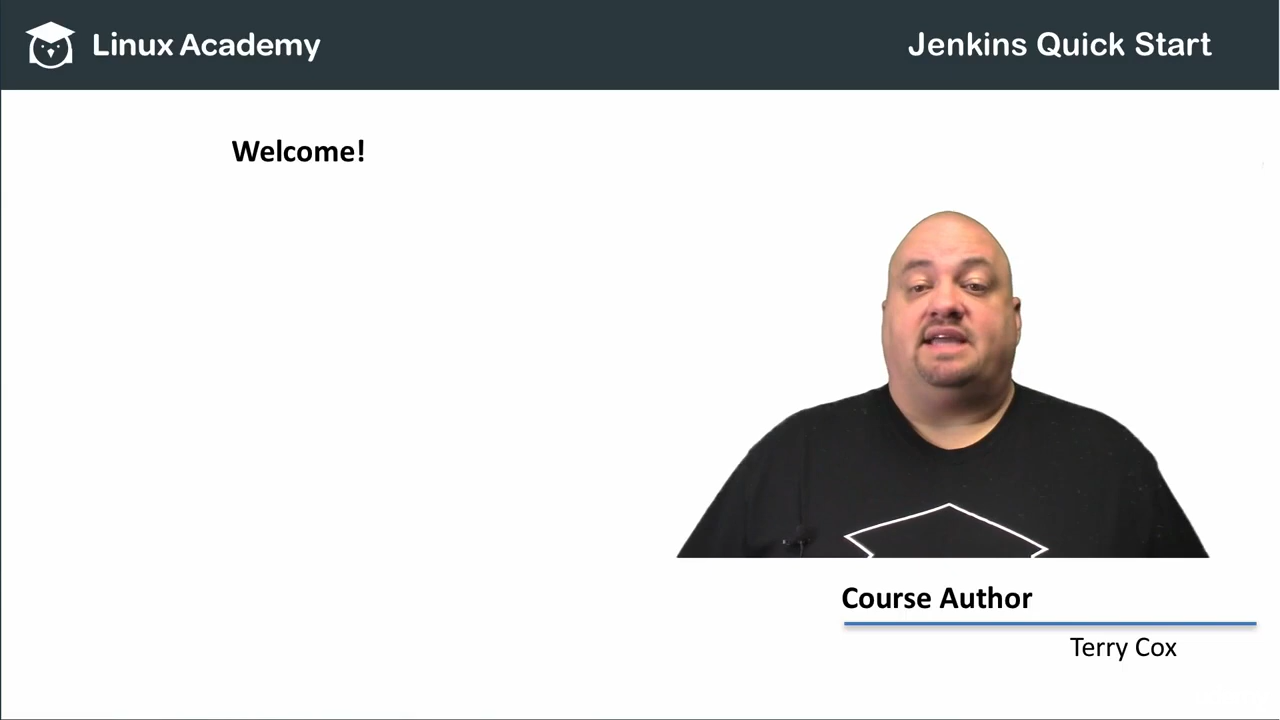 Linux Academy
Jenkins Quick Start
Welcome!
Course Author
Terry Cox